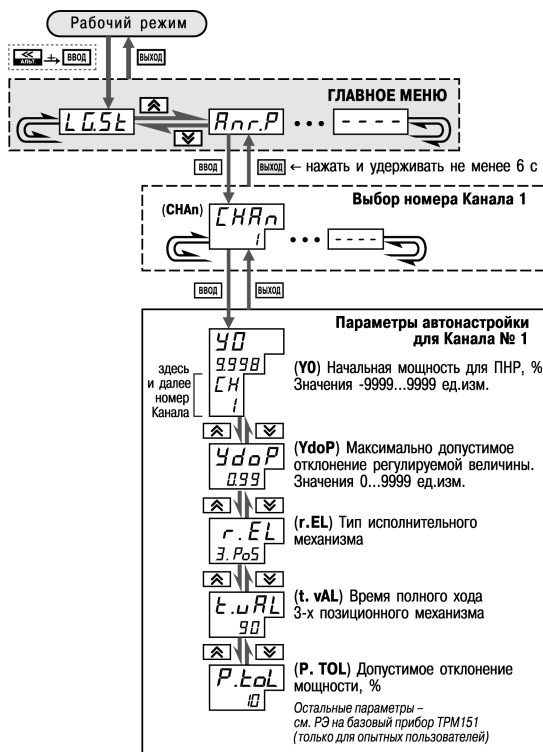 Рабочий режим
АЛЬТ. + ВВОД ВЫХОД
ГЛАВНОЕ МЕНЮ
LG.St Anr.P • • • - - - -
ВВОД ВЫХОД ← нажать и удерживать не менее 6 с
Выбор номера Канала 1
(CHAn) CHAn
1 • • • - - - -
ВВОД ВЫХОД
Параметры автонастройки
для Канала № 1
Y0
9.998
CH
1
здесь
и далее
номер
Канала
(Y0) Начальная мощность для ПНР, %
Значения -9999...9999 ед.изм.
YdoP
0.99
(YdoP) Максимально допустимое
отклонение регулируемой величины.
Значения 0...9999 ед.изм.
r.EL
3.PoS
(r.EL) Тип исполнительного
механизма
t.vAL
90
(t. vAL) Время полного хода
3-х позиционного механизма
P.toL
10
(P. TOL) Допустимое отклонение
мощности, %
Остальные параметры –
см. РЭ на базовый прибор ТРМ151
(только для опытных пользователей)